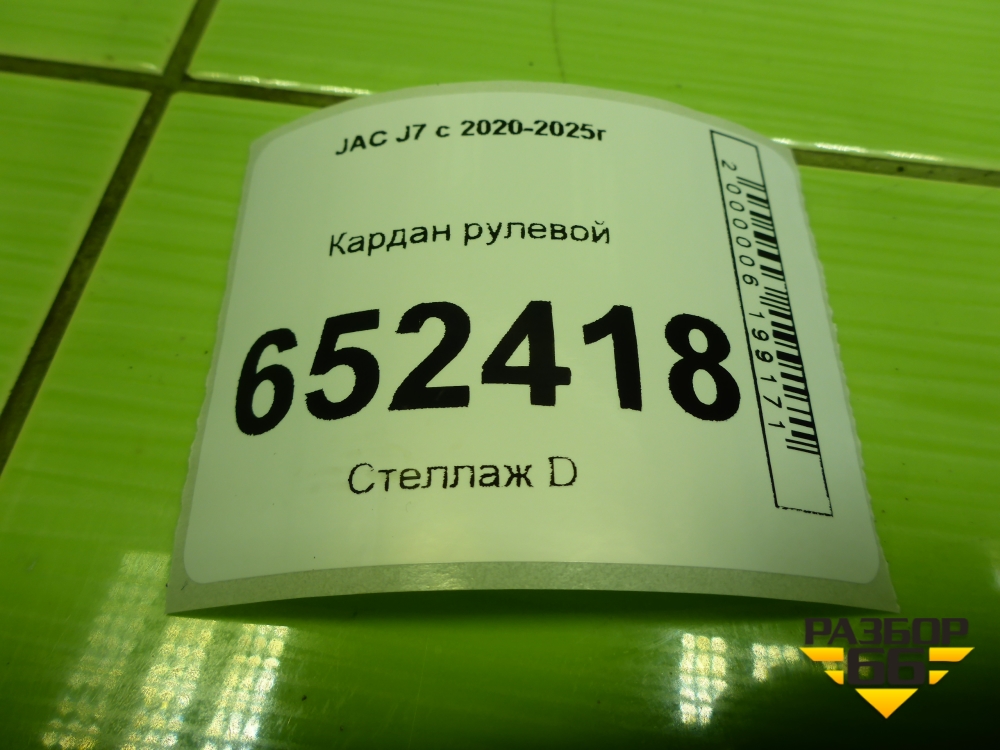 JAC J7 с 2020-2025г
Кардан рулевой
652418
Стеллаж D
2000006199171
РАЗБОР
66